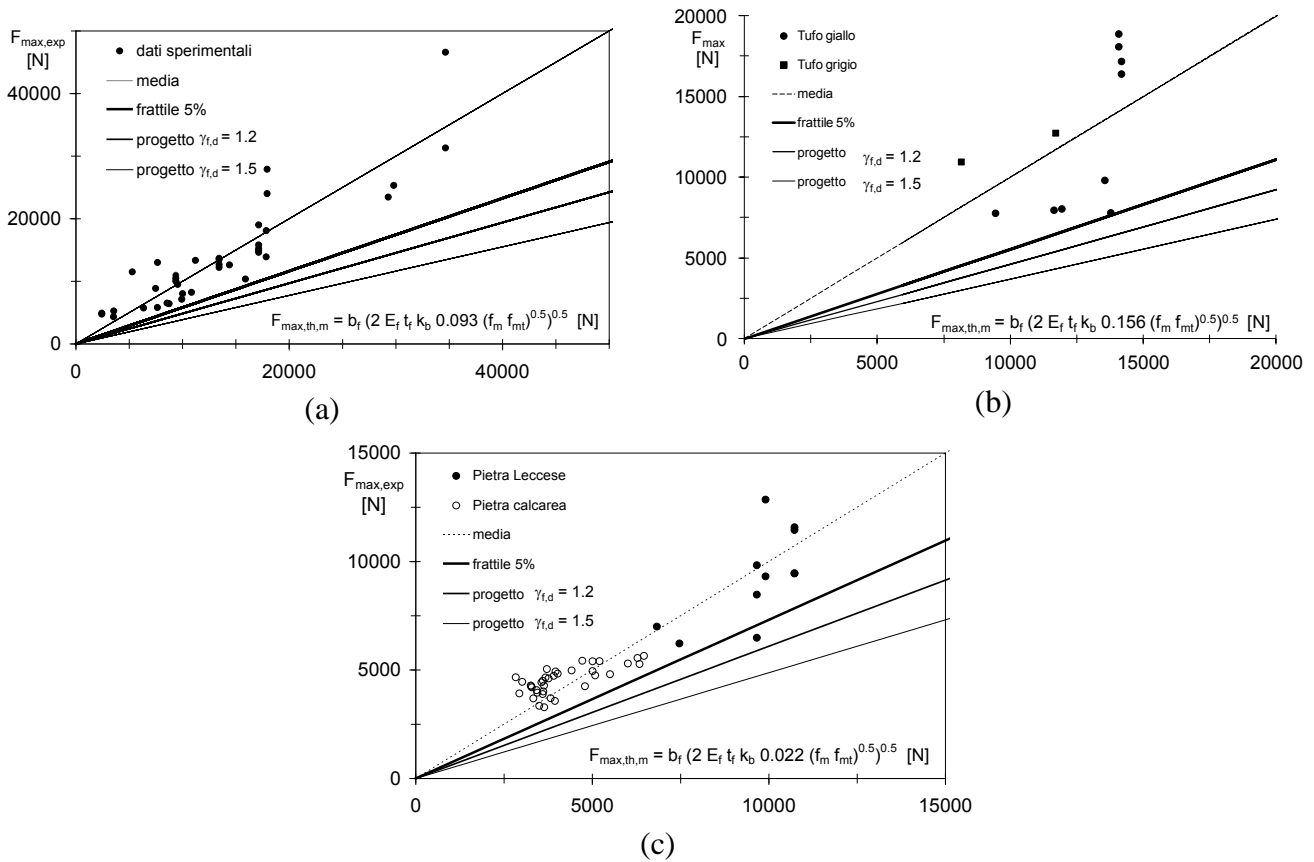 F_max,exp
[N]
dati sperimentali
media
frattile 5%
progetto γ_f,d = 1.2
progetto γ_f,d = 1.5
40000
20000
0
F_max,th,m = b_f (2 E_f t_f k_b 0.093 (f_m f_mt)^0.5)^0.5 [N]
0 20000 40000
(a)
20000
F_max
[N]
Tufo giallo
Tufo grigio
media
frattile 5%
progetto γ_f,d = 1.2
progetto γ_f,d = 1.5
15000
10000
5000
0
F_max,th,m = b_f (2 E_f t_f k_b 0.156 (f_m f_mt)^0.5)^0.5 [N]
0 5000 10000 15000 20000
(b)
15000
F_max,exp
[N]
Pietra Leccese
Pietra calcarea
media
frattile 5%
progetto γ_f,d = 1.2
progetto γ_f,d = 1.5
10000
5000
0
F_max,th,m = b_f (2 E_f t_f k_b 0.022 (f_m f_mt)^0.5)^0.5 [N]
0 5000 10000 15000
(c)